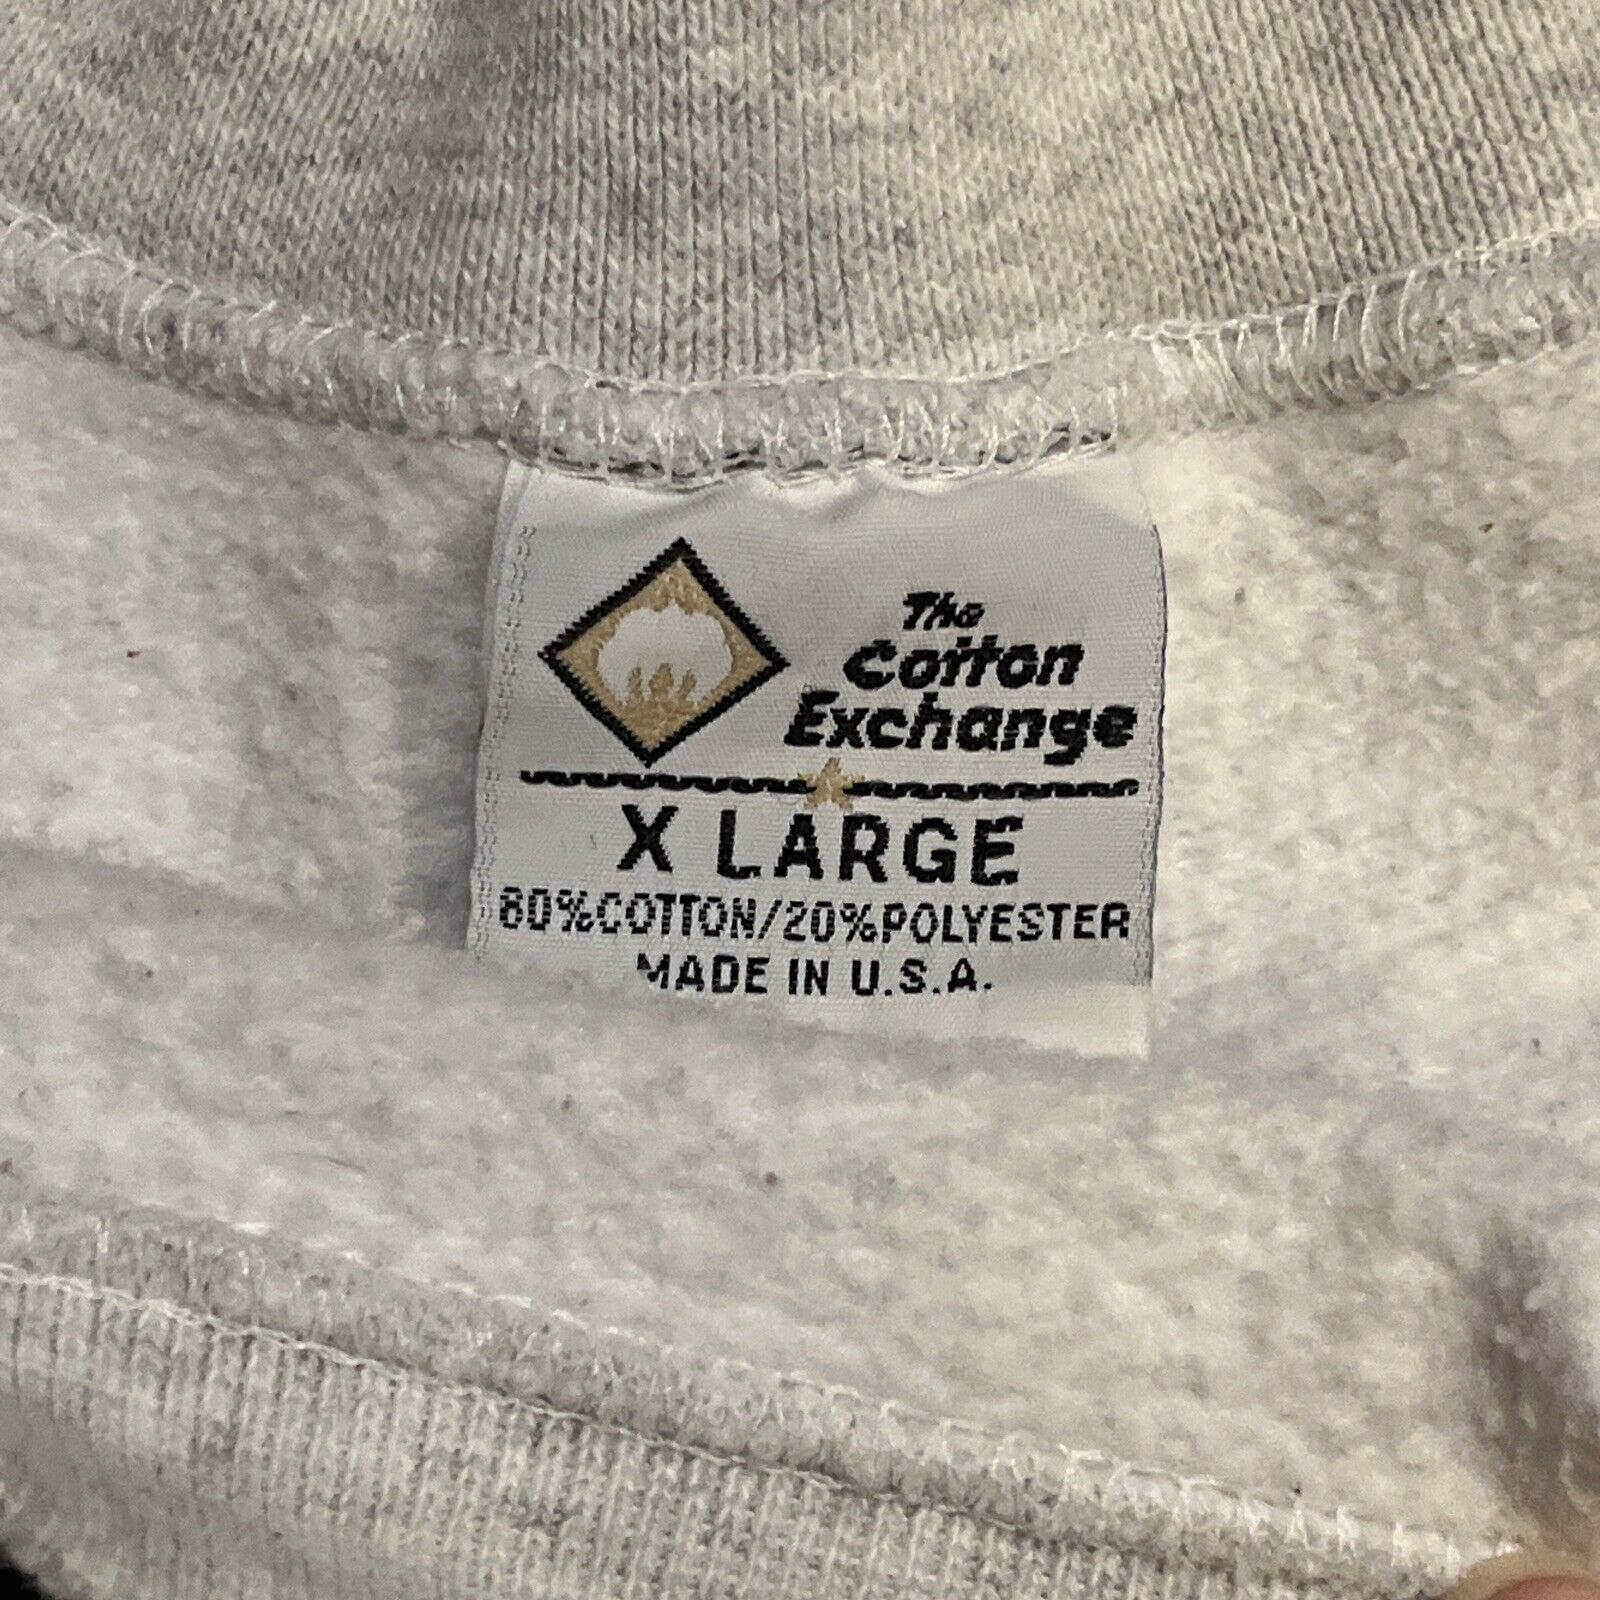 The
Cotton
Exchange
X LARGE
80%COTTON/20%POLYESTER
MADE IN U.S.A.